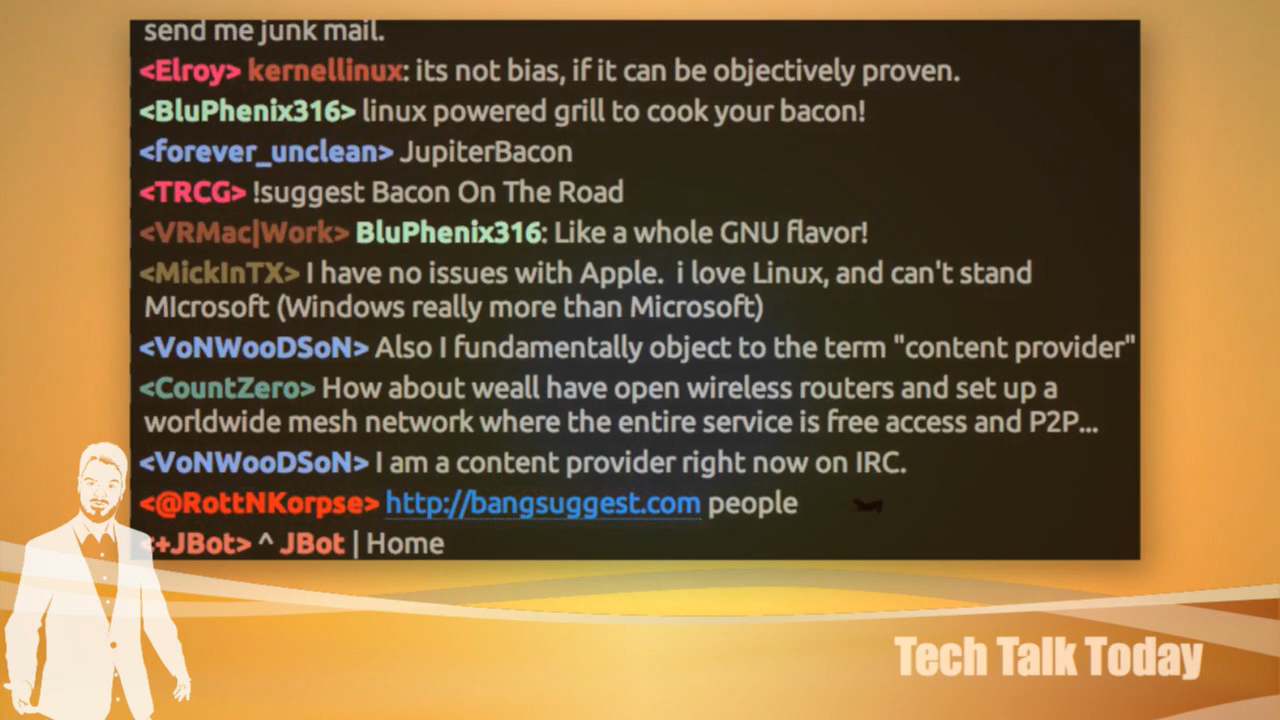 send me junk mail.
<Elroy> kernellinux: its not bias, if it can be objectively proven.
<BluPhenix316> linux powered grill to cook your bacon!
<forever_unclean> JupiterBacon
<TRCG> !suggest Bacon On The Road
<VRMac|Work> BluPhenix316: Like a whole GNU flavor!
<MickInTX> I have no issues with Apple.  i love Linux, and can't stand
MIcrosoft (Windows really more than Microsoft)
<VoNWooDSoN> Also I fundamentally object to the term "content provider"
<CountZero> How about weall have open wireless routers and set up a
worldwide mesh network where the entire service is free access and P2P...
<VoNWooDSoN> I am a content provider right now on IRC.
<@RottNKorpse> http://bangsuggest.com people
<+JBot> ^ JBot | Home
Tech Talk Today